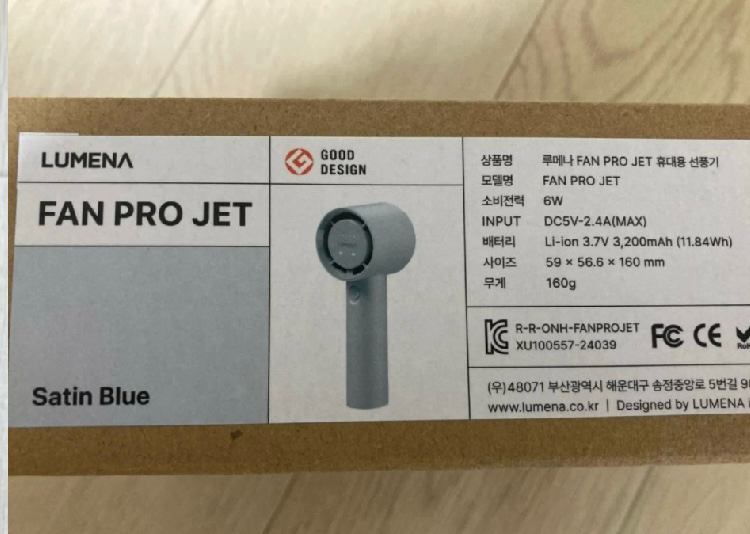 LUMENA
FAN PRO JET
Satin Blue
GOOD
DESIGN
LUMENA
상품명 루메나 FAN PRO JET 휴대용 선풍기
모델명 FAN PRO JET
소비전력 6W
INPUT DC5V-2.4A(MAX)
배터리 Li-ion 3.7V 3,200mAh (11.84Wh)
사이즈 59 × 56.6 × 160 mm
무게 160g
R-R-ONH-FANPROJET
XU100557-24039
FC CE
(우)48071 부산광역시 해운대구 송정중앙로 5번길
www.lumena.co.kr | Designed by LUMENA